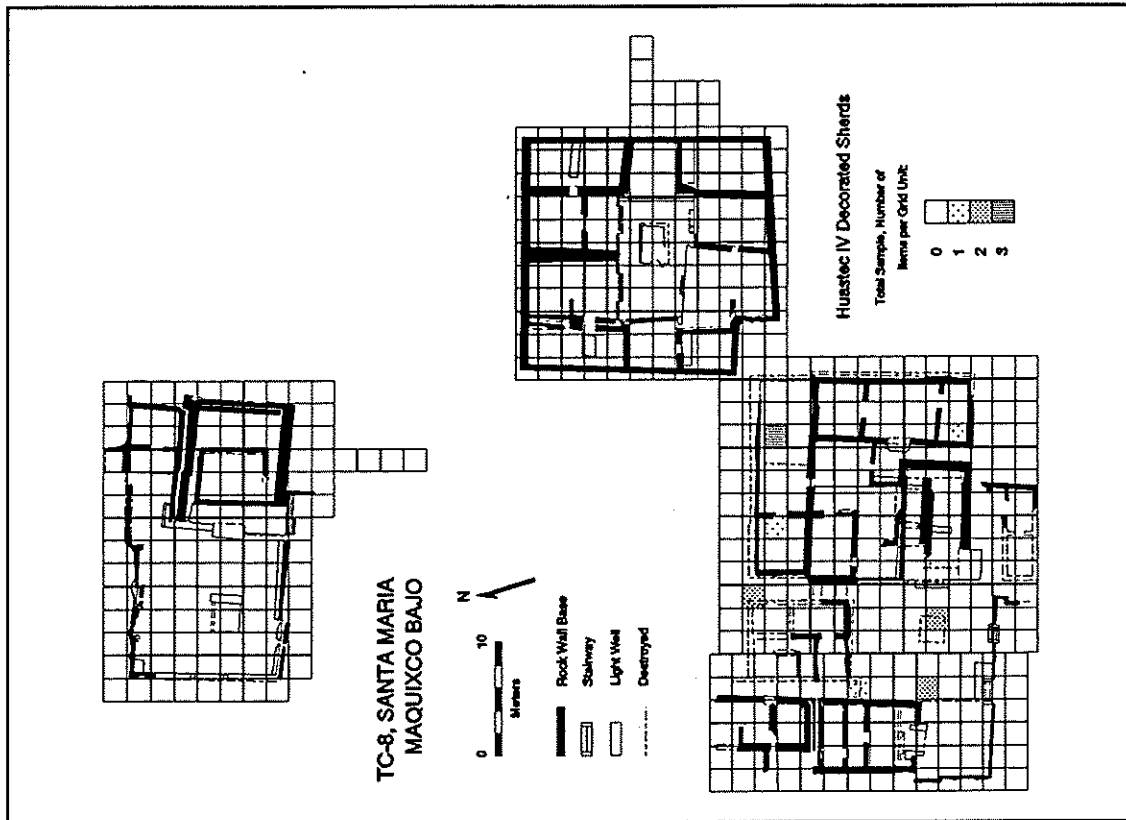 TC-8, SANTA MARIA
MAQUIXCO BAJO
N
0 10
Meters
Rock Wall Base
Stairway
Light Well
Destroyed
Huastec IV Decorated Sherds
Total Sample, Number of
Items per Grid Unit:
0
1
2
3